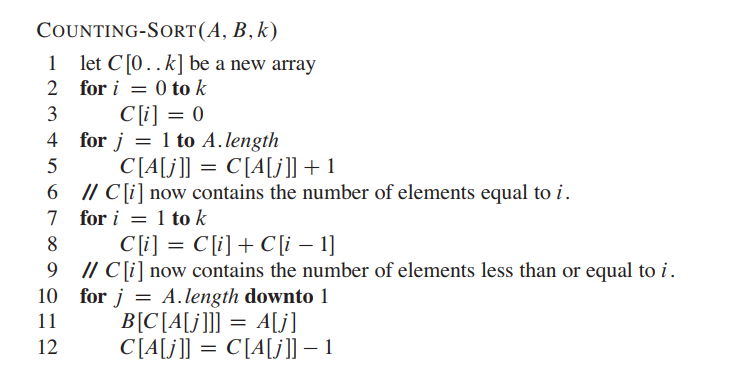 COUNTING-SORT(A, B, k)
1 let C[0..k] be a new array
2 for i = 0 to k
3 C[i] = 0
4 for j = 1 to A.length
5 C[A[j]] = C[A[j]] + 1
6 // C[i] now contains the number of elements equal to i.
7 for i = 1 to k
8 C[i] = C[i] + C[i − 1]
9 // C[i] now contains the number of elements less than or equal to i.
10 for j = A.length downto 1
11 B[C[A[j]]] = A[j]
12 C[A[j]] = C[A[j]] − 1